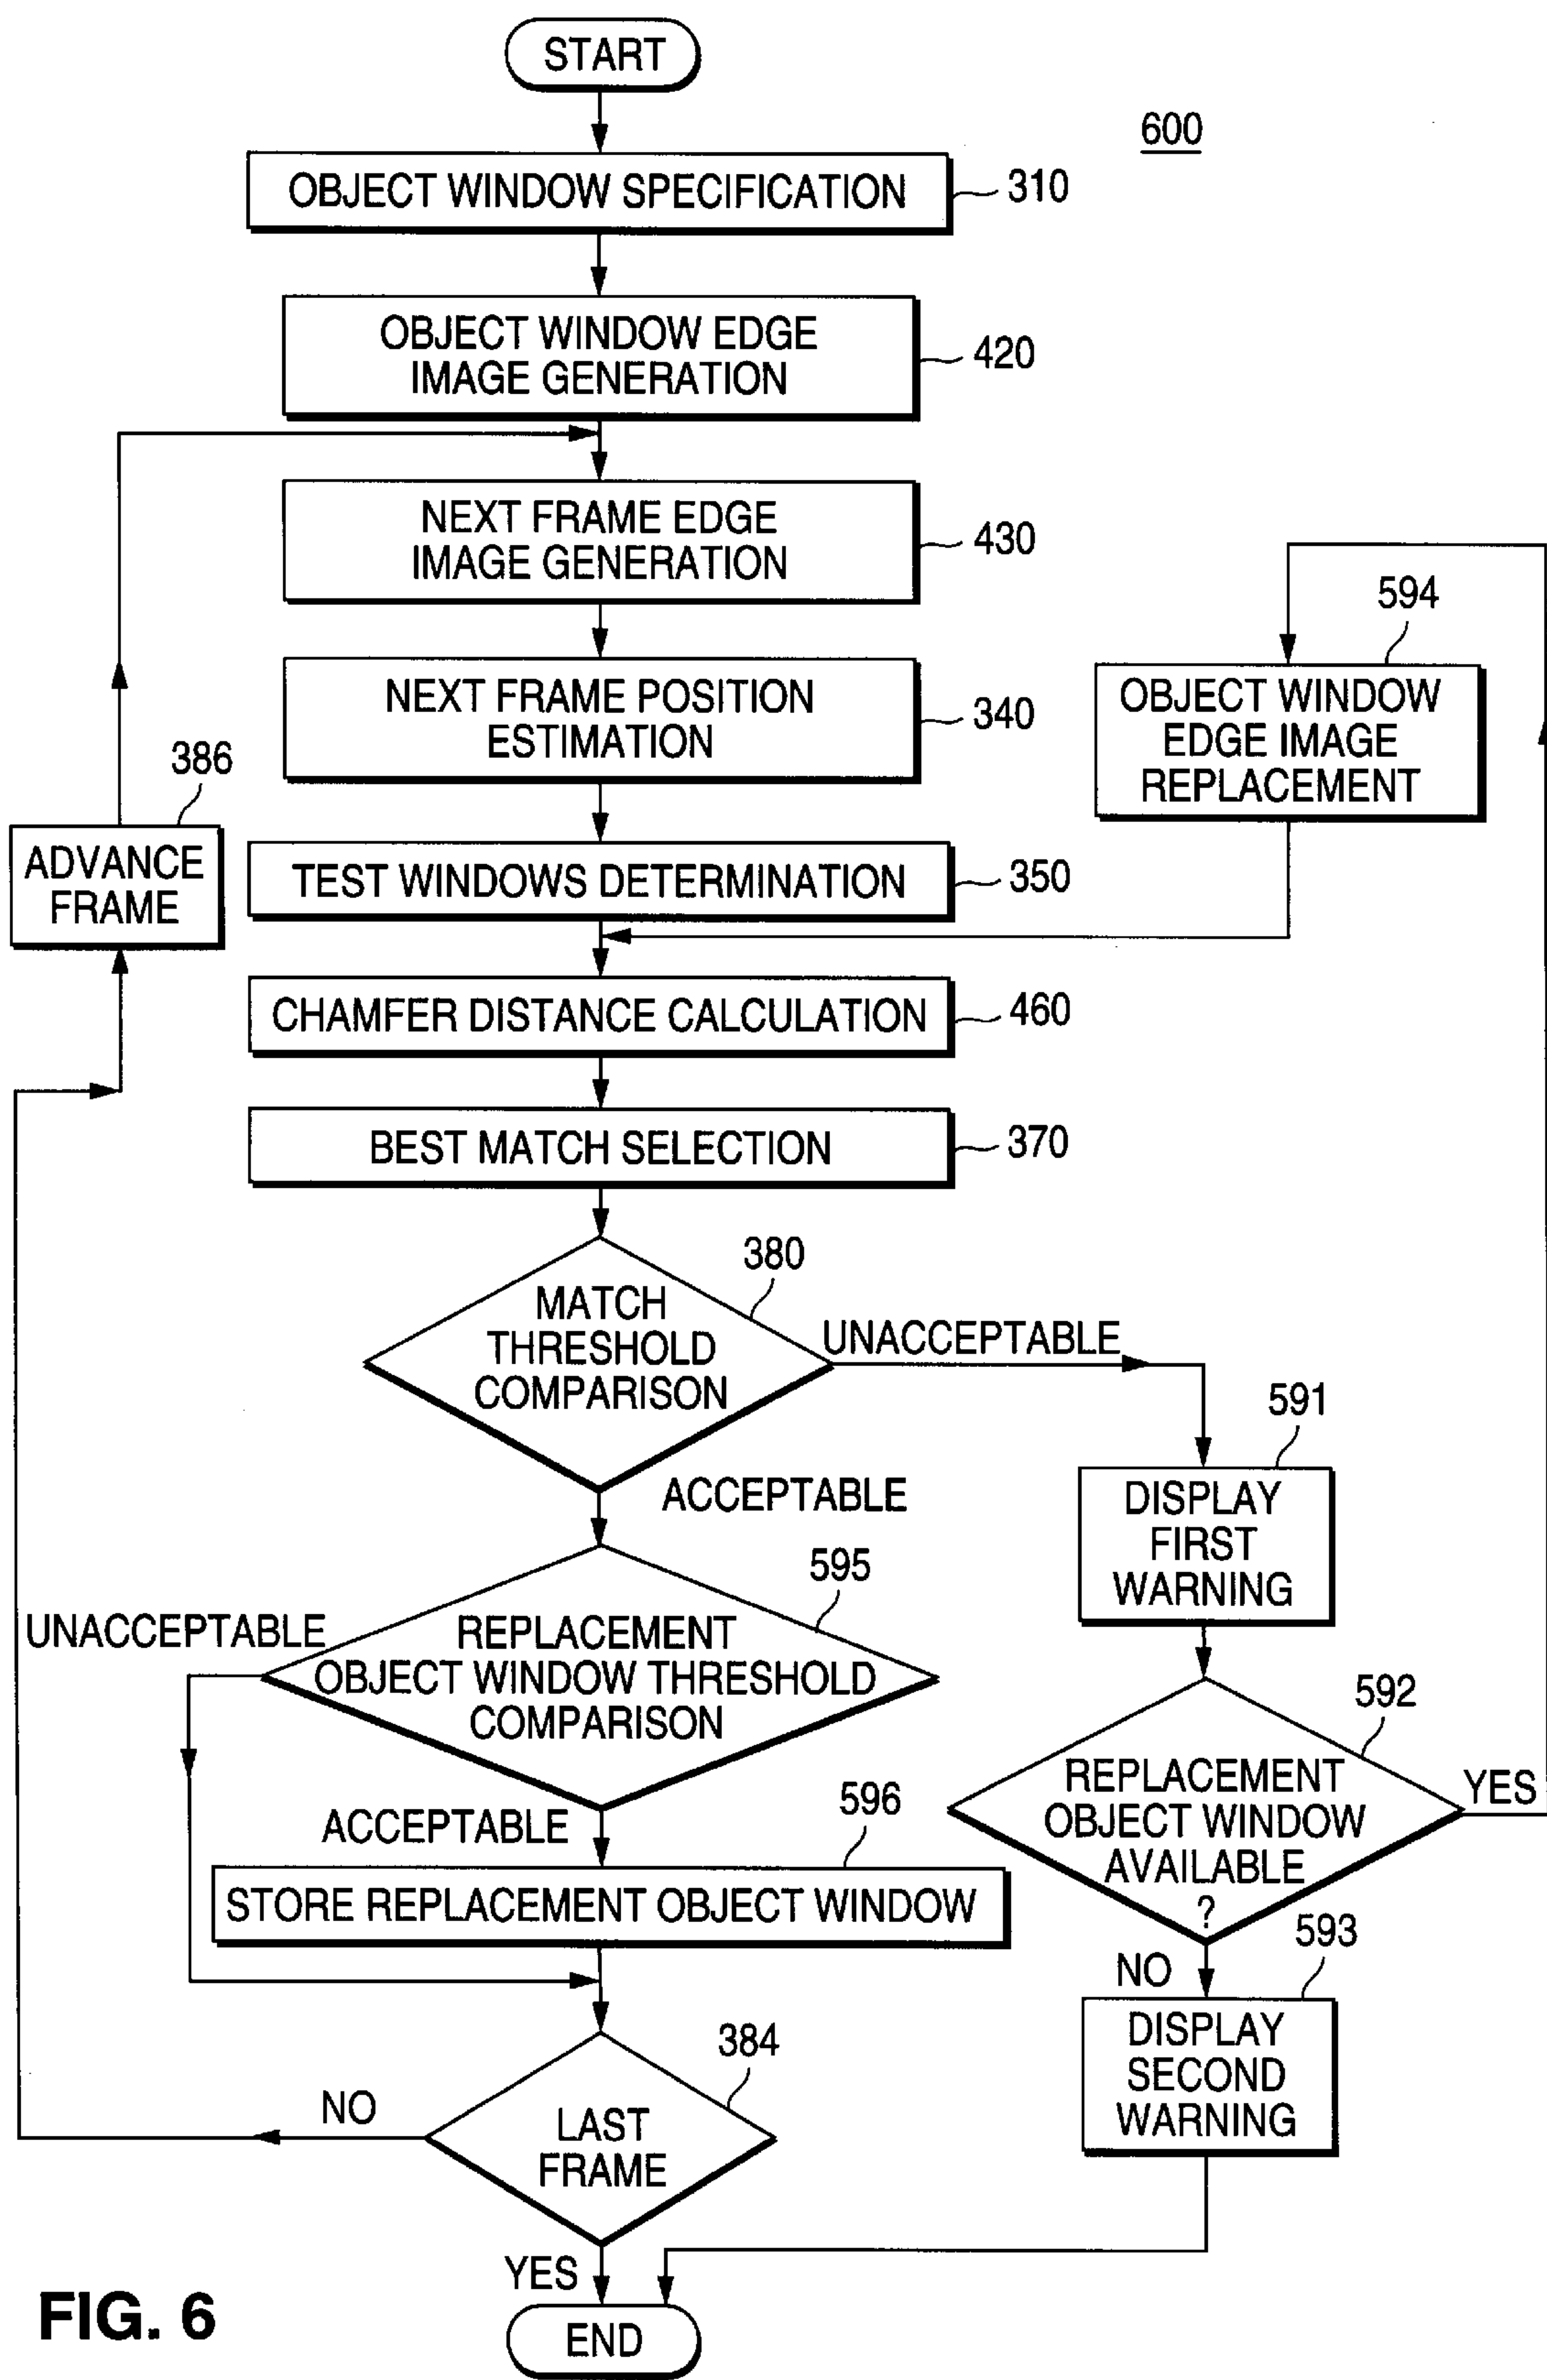 START
600
OBJECT WINDOW SPECIFICATION
310
OBJECT WINDOW EDGE
IMAGE GENERATION
420
NEXT FRAME EDGE
IMAGE GENERATION
430
594
OBJECT WINDOW
EDGE IMAGE
REPLACEMENT
NEXT FRAME POSITION
ESTIMATION
340
386
ADVANCE
FRAME
TEST WINDOWS DETERMINATION
350
CHAMFER DISTANCE CALCULATION
460
BEST MATCH SELECTION
370
380
MATCH
THRESHOLD
COMPARISON
UNACCEPTABLE
591
DISPLAY
FIRST
WARNING
ACCEPTABLE
595
UNACCEPTABLE
REPLACEMENT
OBJECT WINDOW THRESHOLD
COMPARISON
592
REPLACEMENT
OBJECT WINDOW
AVAILABLE
?
YES
ACCEPTABLE
596
STORE REPLACEMENT OBJECT WINDOW
593
NO
DISPLAY
SECOND
WARNING
384
LAST
FRAME
NO
YES
END
FIG. 6